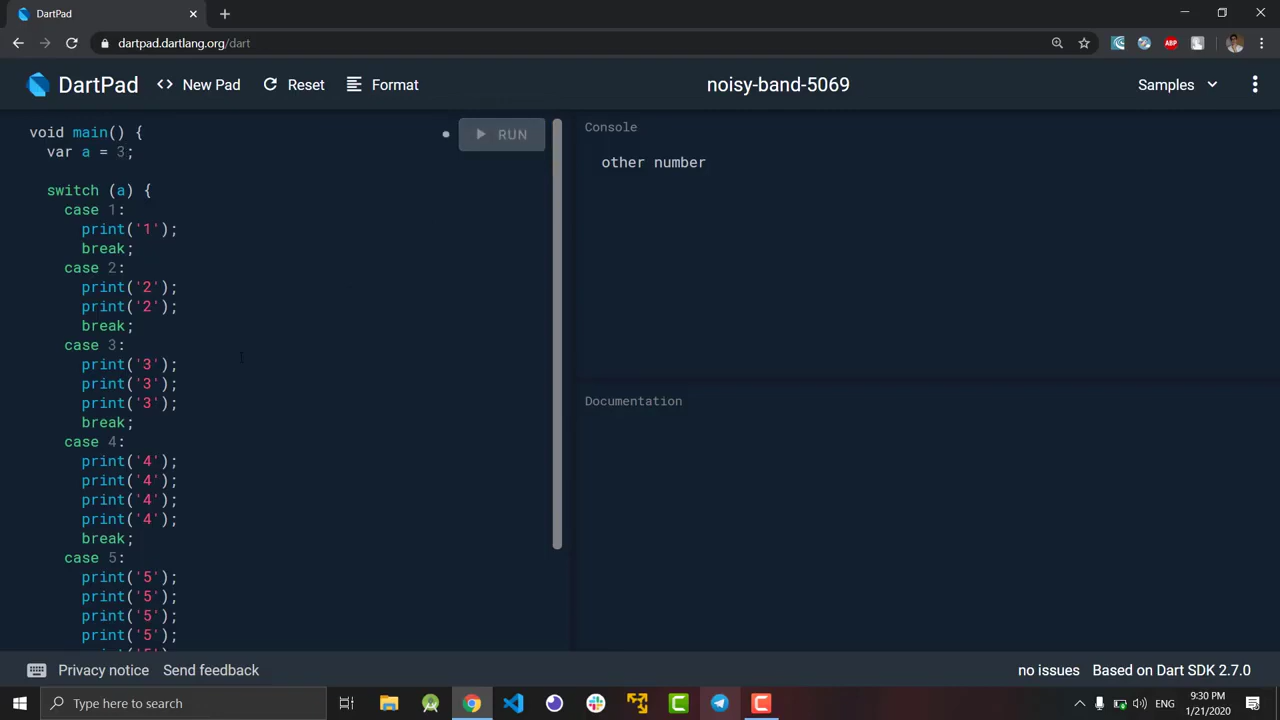 DartPad
dartpad.dartlang.org/dart
ABP
DartPad
<> New Pad
Reset
Format
noisy-band-5069
Samples
void main() {
  var a = 3;

  switch (a) {
    case 1:
      print('1');
      break;
    case 2:
      print('2');
      print('2');
      break;
    case 3:
      print('3');
      print('3');
      print('3');
      break;
    case 4:
      print('4');
      print('4');
      print('4');
      print('4');
      break;
    case 5:
      print('5');
      print('5');
      print('5');
      print('5');
RUN
Console
other number
Documentation
Privacy notice
Send feedback
no issues
Based on Dart SDK 2.7.0
Type here to search
ENG
9:30 PM
1/21/2020